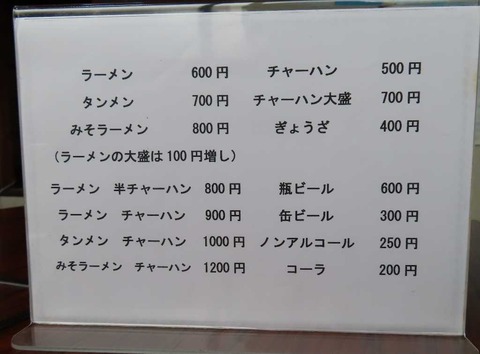 ラーメン 600円 チャーハン 500円
タンメン 700円 チャーハン大盛 700円
みそラーメン 800円 ぎょうざ 400円
（ラーメンの大盛は100円増し）
ラーメン 半チャーハン 800円 瓶ビール 600円
ラーメン チャーハン 900円 缶ビール 300円
タンメン チャーハン 1000円 ノンアルコール 250円
みそラーメン チャーハン 1200円 コーラ 200円